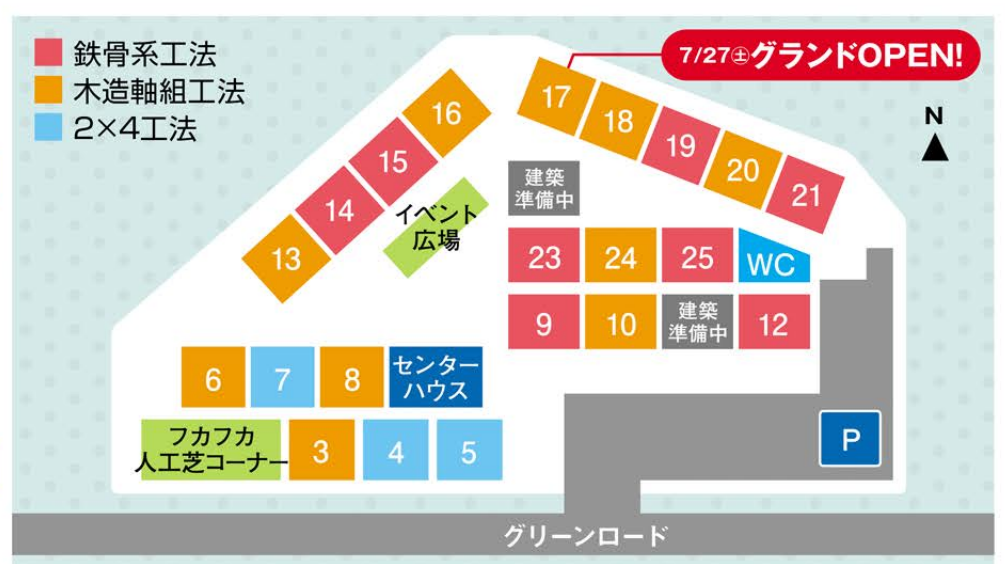 鉄骨系工法
木造軸組工法
2×4工法
7/27㊏グランドOPEN!
N
16
17
18
19
20
21
15
14
13
イベント
広場
建築
準備中
23
24
25
WC
9
10
建築
準備中
12
6
7
8
センター
ハウス
フカフカ
人工芝コーナー
3
4
5
P
グリーンロード